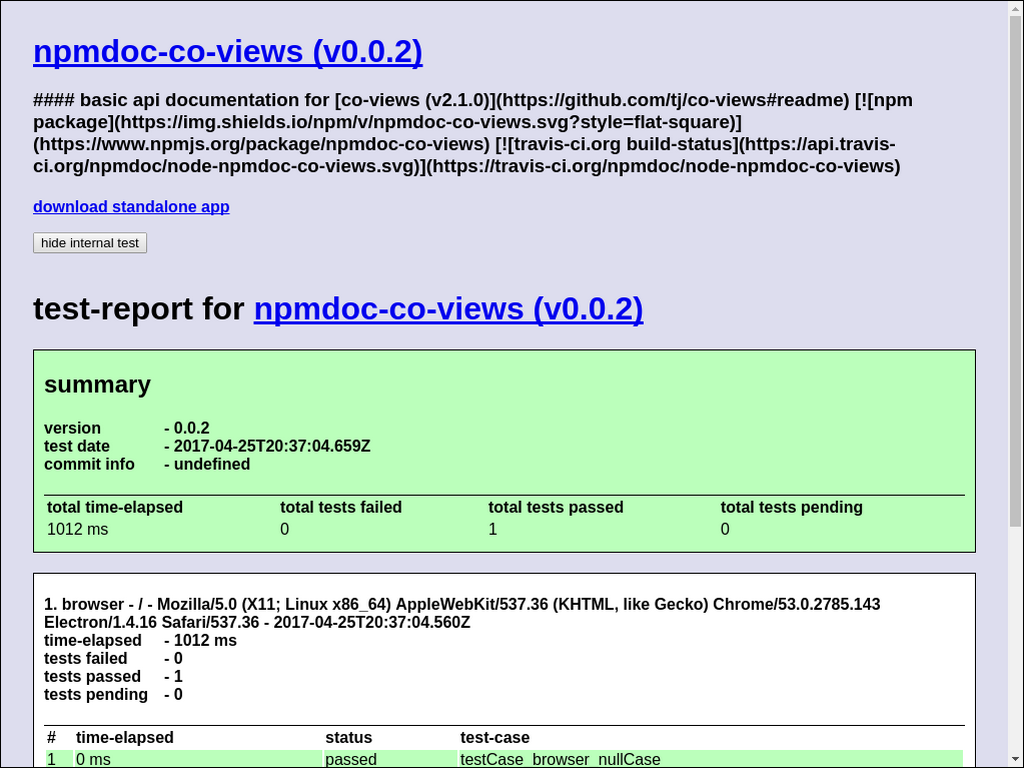 npmdoc-co-views (v0.0.2)
#### basic api documentation for [co-views (v2.1.0)](https://github.com/tj/co-views#readme) [![npm
package](https://img.shields.io/npm/v/npmdoc-co-views.svg?style=flat-square)]
(https://www.npmjs.org/package/npmdoc-co-views) [![travis-ci.org build-status](https://api.travis-
ci.org/npmdoc/node-npmdoc-co-views.svg)](https://travis-ci.org/npmdoc/node-npmdoc-co-views)
download standalone app
hide internal test
test-report for npmdoc-co-views (v0.0.2)
summary
version - 0.0.2
test date - 2017-04-25T20:37:04.659Z
commit info - undefined
total time-elapsed total tests failed total tests passed total tests pending
1012 ms 0 1 0
1. browser - / - Mozilla/5.0 (X11; Linux x86_64) AppleWebKit/537.36 (KHTML, like Gecko) Chrome/53.0.2785.143
Electron/1.4.16 Safari/537.36 - 2017-04-25T20:37:04.560Z
time-elapsed - 1012 ms
tests failed - 0
tests passed - 1
tests pending - 0
# time-elapsed status test-case
1 0 ms passed testCase_browser_nullCase